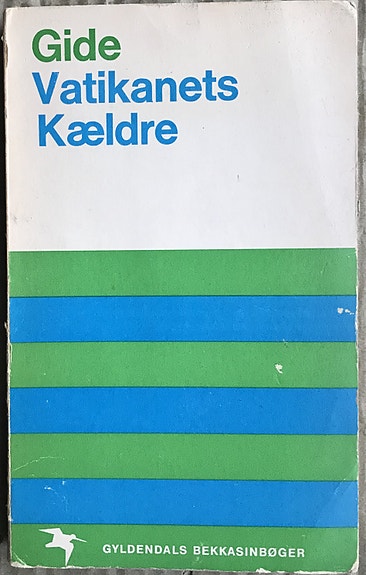 Gide
Vatikanets
Kældre
GYLDENDALS BEKKASINBØGER